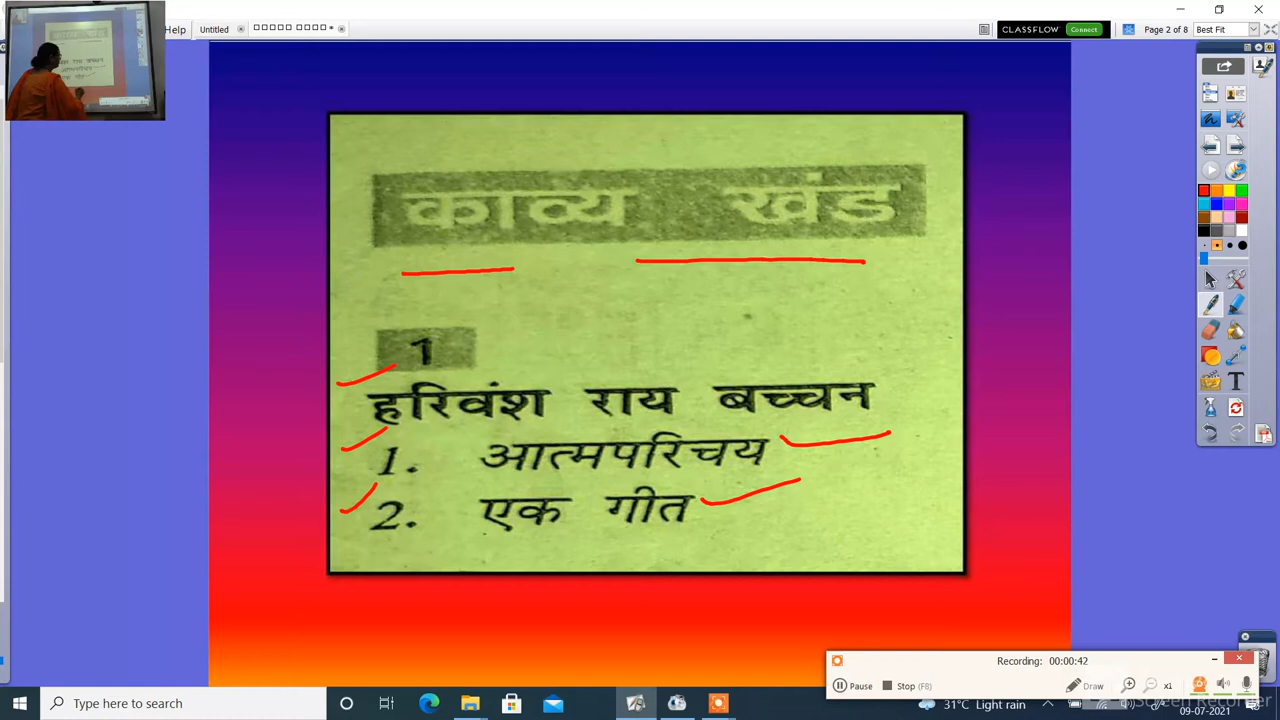 Help
Untitled
CLASSFLOW Connect
Page 2 of 8
Best Fit
काव्य खंड
1
हरिवंश राय बच्चन
1. आत्मपरिचय
2. एक गीत
Recording: 00:00:42
Pause
Stop (F8)
x1
Draw
Type here to search
31°C Light rain
09-07-2021